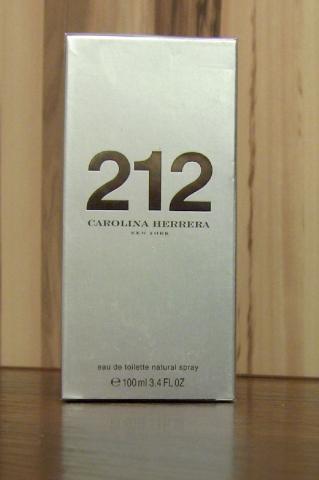 212
CAROLINA HERRERA
NEW YORK
eau de toilette natural spray
℮ 100 ml 3.4 FL OZ